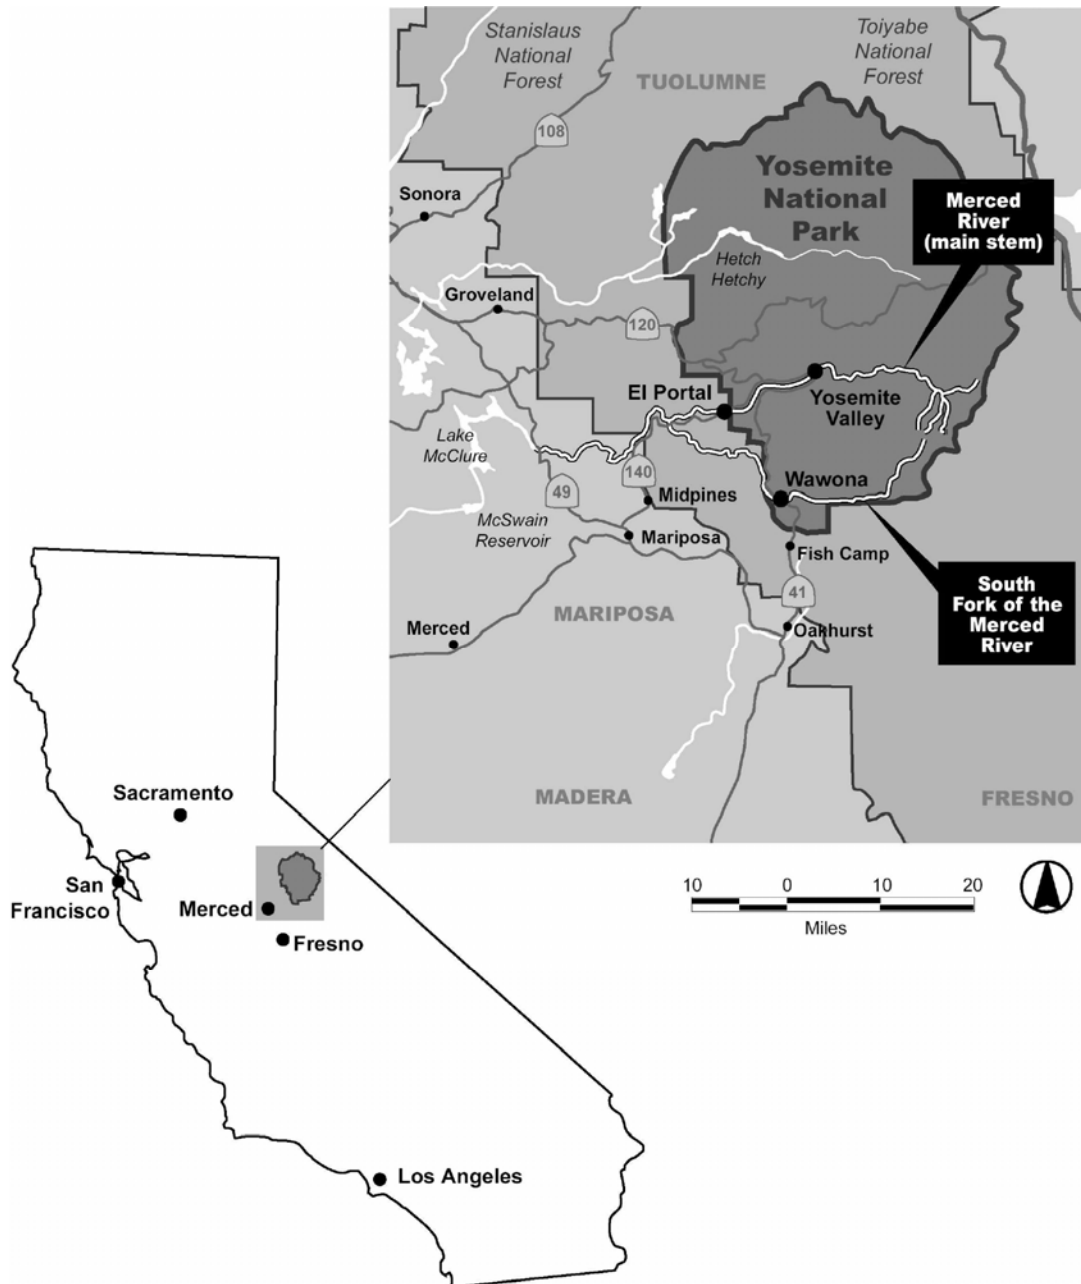 Stanislaus
National
Forest
Toiyabe
National
Forest
TUOLUMNE
108
Yosemite
National
Park
Sonora
Merced
River
(main stem)
Hetch
Hetchy
Groveland
120
El Portal
Yosemite
Valley
Lake
McClure
140
49
Wawona
Midpines
McSwain
Reservoir
Mariposa
Fish Camp
41
South
Fork of the
Merced
River
MARIPOSA
Merced
Oakhurst
MADERA
FRESNO
Sacramento
San
Francisco
Merced
Fresno
Los Angeles
10 0 10 20
Miles